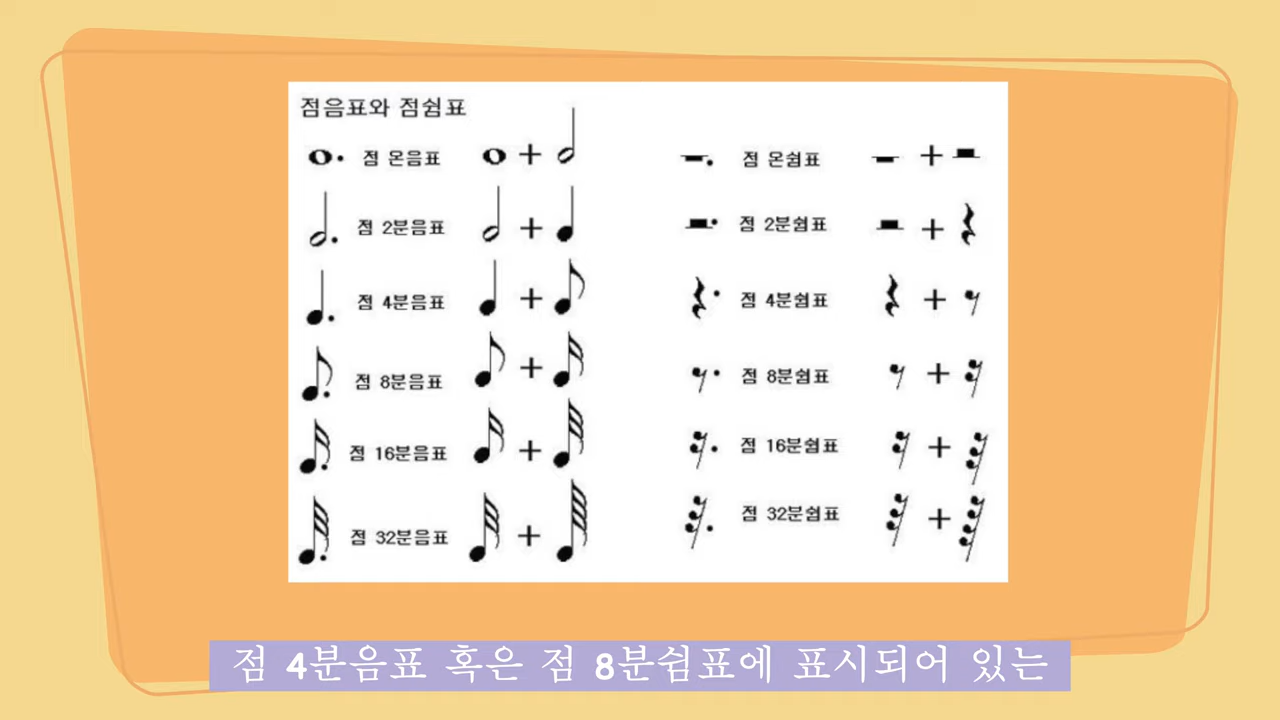 점음표와 점쉼표
점 온음표
점 온쉼표
점 2분음표
점 2분쉼표
점 4분음표
점 4분쉼표
점 8분음표
점 8분쉼표
점 16분음표
점 16분쉼표
점 32분음표
점 32분쉼표
점 4분음표 혹은 점 8분쉼표에 표시되어 있는